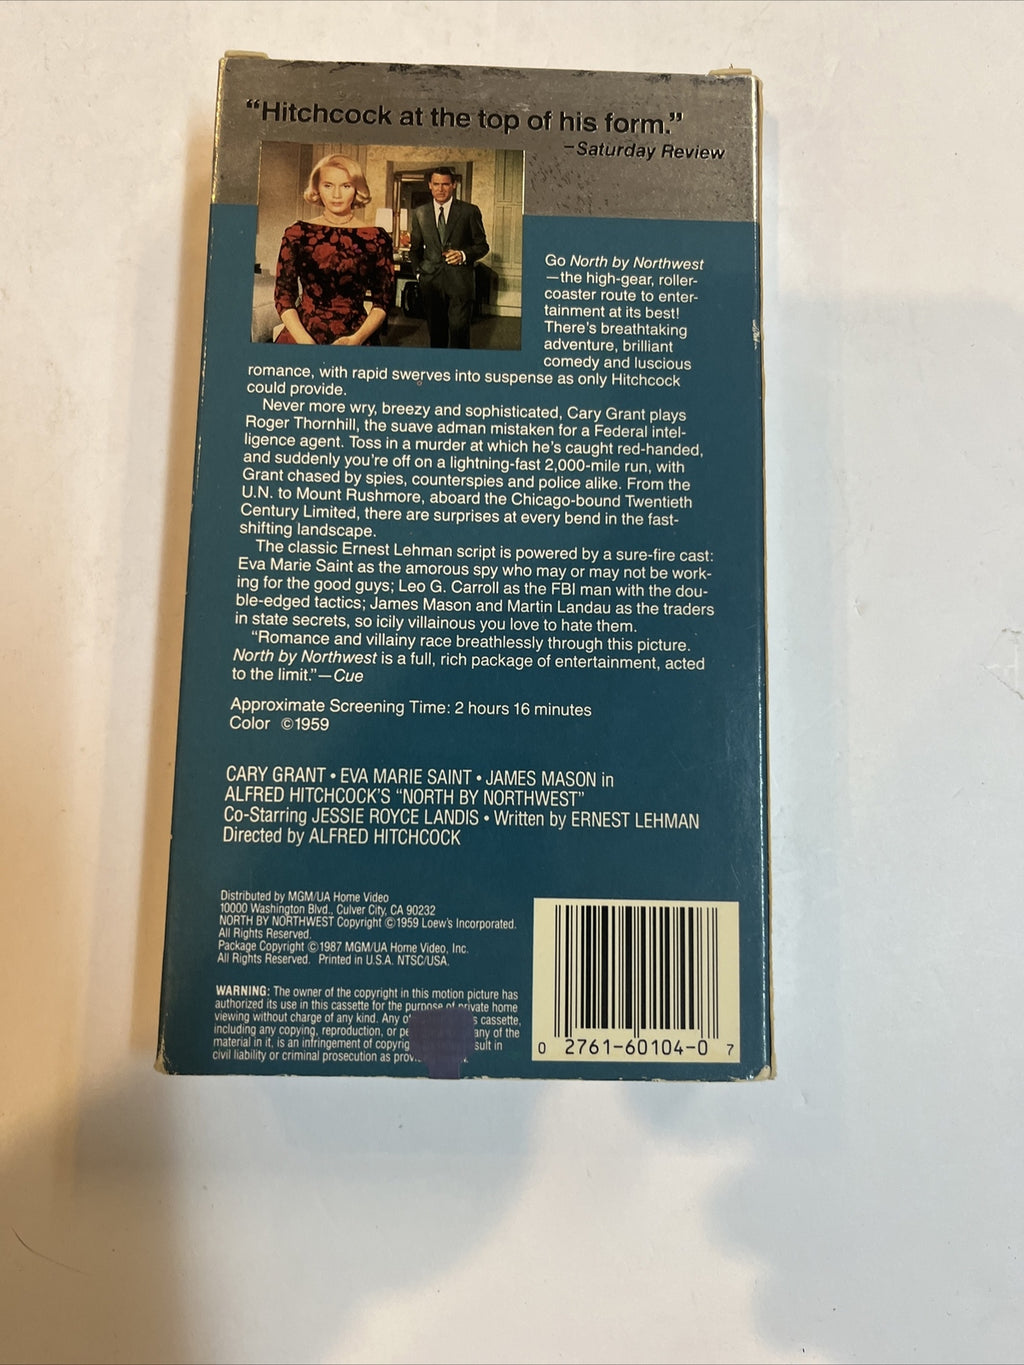 “Hitchcock at the top of his form.”
–Saturday Review
Go North by Northwest
—the high-gear, roller-
coaster route to enter-
tainment at its best!
There's breathtaking
adventure, brilliant
comedy and luscious
romance, with rapid swerves into suspense as only Hitchcock
could provide.
Never more wry, breezy and sophisticated, Cary Grant plays
Roger Thornhill, the suave adman mistaken for a Federal intel-
ligence agent. Toss in a murder at which he's caught red-handed,
and suddenly you're off on a lightning-fast 2,000-mile run, with
Grant chased by spies, counterspies and police alike. From the
U.N. to Mount Rushmore, aboard the Chicago-bound Twentieth
Century Limited, there are surprises at every bend in the fast-
shifting landscape.
The classic Ernest Lehman script is powered by a sure-fire cast:
Eva Marie Saint as the amorous spy who may or may not be work-
ing for the good guys; Leo G. Carroll as the FBI man with the dou-
ble-edged tactics; James Mason and Martin Landau as the traders
in state secrets, so icily villainous you love to hate them.
“Romance and villainy race breathlessly through this picture.
North by Northwest is a full, rich package of entertainment, acted
to the limit.”—Cue
Approximate Screening Time: 2 hours 16 minutes
Color ©1959
CARY GRANT • EVA MARIE SAINT • JAMES MASON in
ALFRED HITCHCOCK'S “NORTH BY NORTHWEST”
Co-Starring JESSIE ROYCE LANDIS • Written by ERNEST LEHMAN
Directed by ALFRED HITCHCOCK
Distributed by MGM/UA Home Video
10000 Washington Blvd., Culver City, CA 90232
NORTH BY NORTHWEST Copyright ©1959 Loew's Incorporated.
All Rights Reserved.
Package Copyright ©1987 MGM/UA Home Video, Inc.
All Rights Reserved. Printed in U.S.A. NTSC/USA.
WARNING: The owner of the copyright in this motion picture has
authorized its use in this cassette for the purpose of private home
viewing without charge of any kind. Any cassette,
including any copying, reproduction, or any of the
material in it, is an infringement of
civil liability or criminal prosecution as
0 2761-60104-0 7